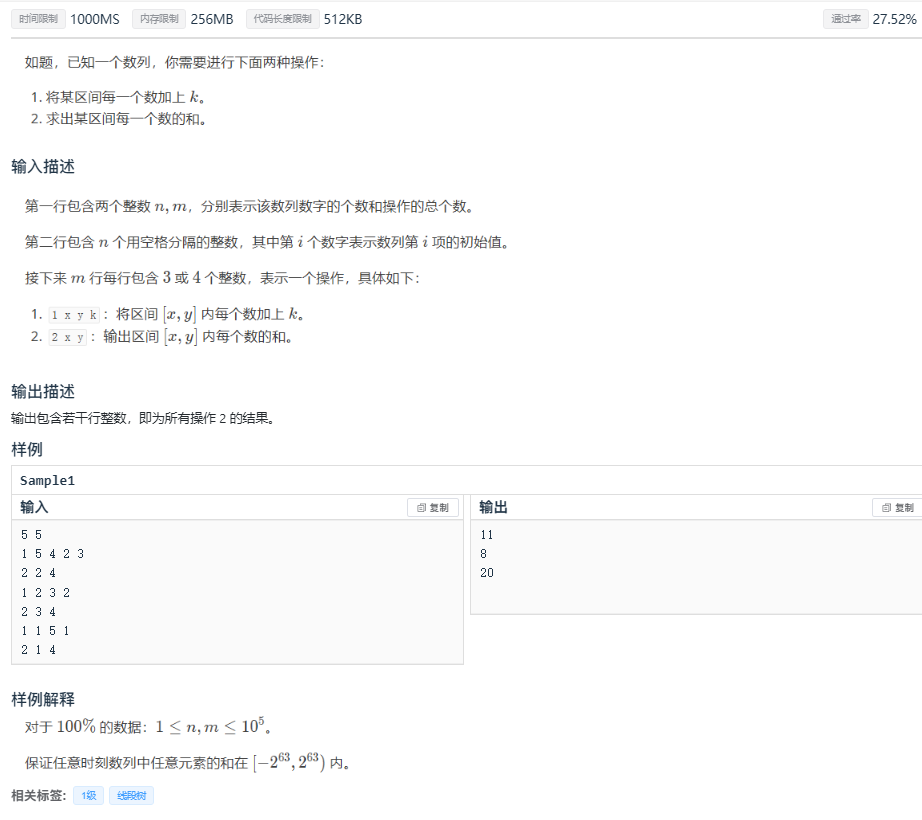 时间限制 1000MS 内存限制 256MB 代码长度限制 512KB 通过率 27.52%
如题，已知一个数列，你需要进行下面两种操作：
1. 将某区间每一个数加上 k。
2. 求出某区间每一个数的和。
输入描述
第一行包含两个整数 n, m，分别表示该数列数字的个数和操作的总个数。
第二行包含 n 个用空格分隔的整数，其中第 i 个数字表示数列第 i 项的初始值。
接下来 m 行每行包含 3 或 4 个整数，表示一个操作，具体如下：
1. 1 x y k ：将区间 [x, y] 内每个数加上 k。
2. 2 x y ：输出区间 [x, y] 内每个数的和。
输出描述
输出包含若干行整数，即为所有操作 2 的结果。
样例
Sample1
输入 复制
5 5
1 5 4 2 3
2 2 4
1 2 3 2
2 3 4
1 1 5 1
2 1 4
输出 复制
11
8
20
样例解释
对于 100% 的数据：1 ≤ n, m ≤ 10^5。
保证任意时刻数列中任意元素的和在 [−2^63, 2^63) 内。
相关标签: 1级 线段树